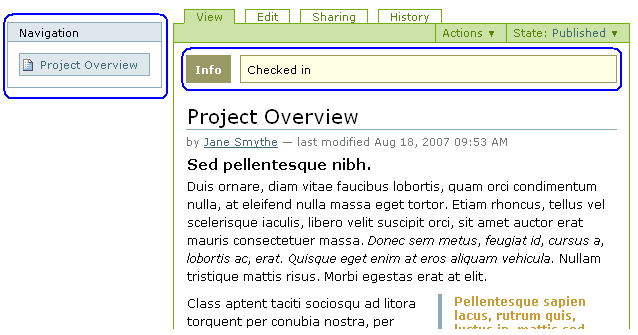 View Edit Sharing History
Actions ▼ State: Published ▼
Navigation
Project Overview
Info Checked in
Project Overview
by Jane Smythe — last modified Aug 18, 2007 09:53 AM
Sed pellentesque nibh.
Duis ornare, diam vitae faucibus lobortis, quam orci condimentum
nulla, at eleifend nulla massa eget tortor. Etiam rhoncus, tellus vel
scelerisque iaculis, libero velit suscipit orci, sit amet auctor erat
mauris consectetuer massa. Donec sem metus, feugiat id, cursus a,
lobortis ac, erat. Quisque eget enim at eros aliquam vehicula. Nullam
tristique mattis risus. Morbi egestas erat at elit.
Class aptent taciti sociosqu ad litora
torquent per conubia nostra, per
Pellentesque sapien
lacus, rutrum quis,
luctus in, mattis sed